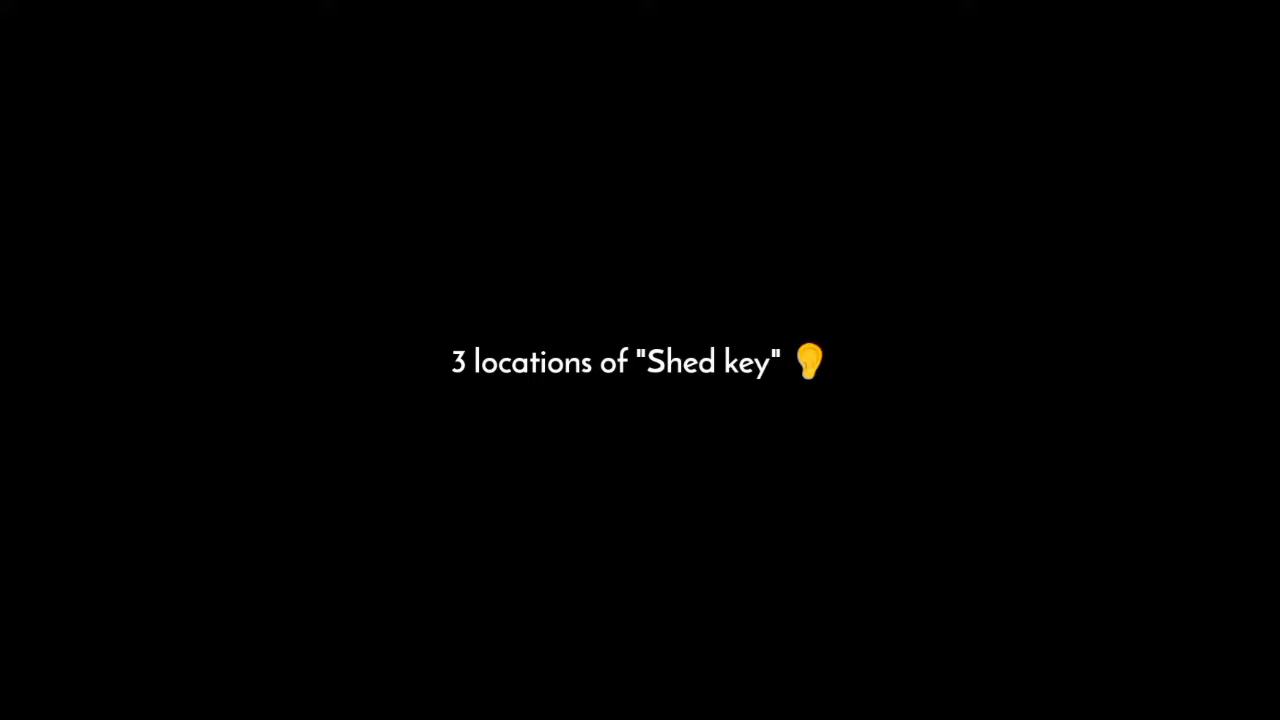 3 locations of "Shed key" 💡